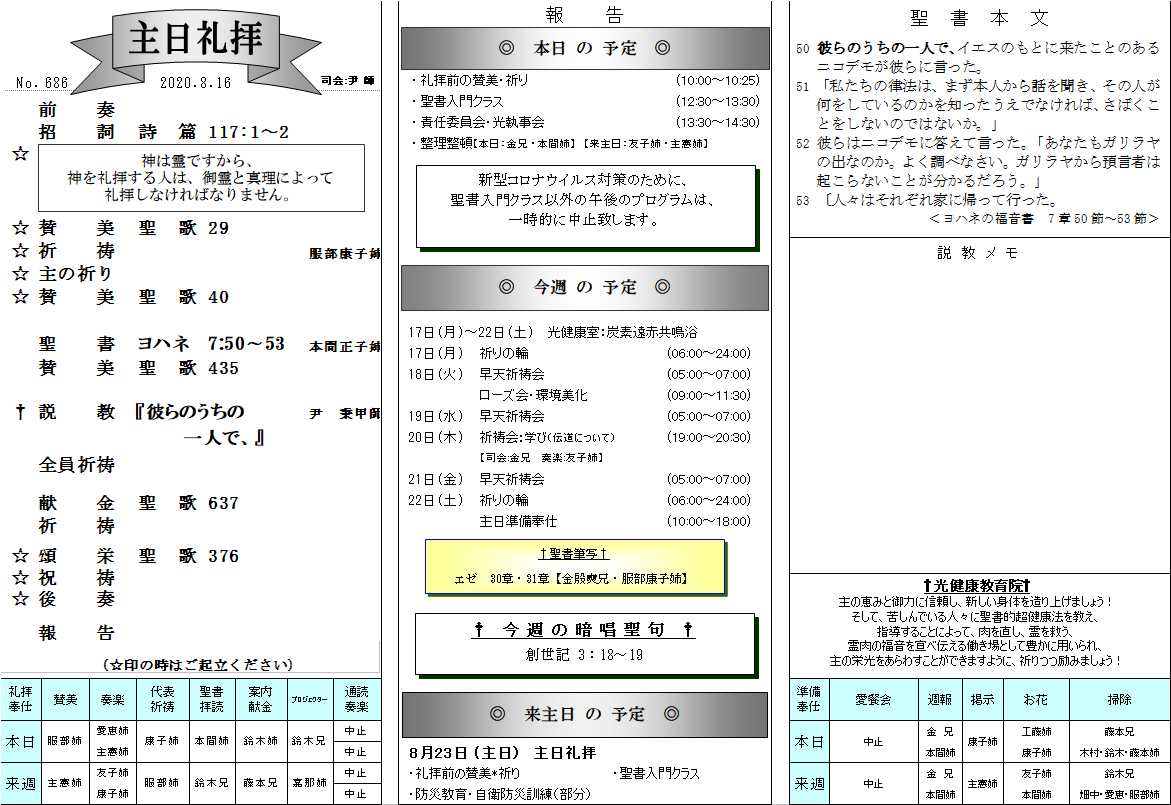 主日礼拝
No. 686
2020.8.16
司会:尹 師
前 奏
招 詞 詩 篇 117:1～2
☆
神は霊ですから、
神を礼拝する人は、御霊と真理によって
礼拝しなければなりません。
☆ 賛 美 聖 歌 29
☆ 祈 祷 服部康子姉
☆ 主の祈り
☆ 賛 美 聖 歌 40
聖 書 ヨハネ 7:50～53 本間正子姉
賛 美 聖 歌 435
† 説 教 『彼らのうちの 尹 秉甲師
一人で、』
全員祈祷
献 金 聖 歌 637
祈 祷
☆ 頌 栄 聖 歌 376
☆ 祝 祷
☆ 後 奏
報 告
(☆印の時はご起立ください)
礼拝奉仕 賛美 奏楽 代表祈祷 聖書拝読 案内献金 プロジェクター 通読奏楽
本日 服部姉 愛恵姉 主憲姉 康子姉 本間姉 鈴木姉 鈴木兄 中止 中止
来週 主憲姉 友子姉 康子姉 服部姉 鈴木兄 藤本兄 嘉那姉 中止 中止
報 告
◎ 本日 の 予定 ◎
・礼拝前の賛美・祈り (10:00～10:25)
・聖書入門クラス (12:30～13:30)
・責任委員会・光執事会 (13:30～14:30)
・整理整頓【本日：金兄・本間姉】【来主日：友子姉・主憲姉】
新型コロナウイルス対策のために、
聖書入門クラス以外の午後のプログラムは、
一時的に中止致します。
◎ 今週 の 予定 ◎
17日(月)～22日(土) 光健康室:炭素遠赤共鳴浴
17日(月) 祈りの輪 (06:00～24:00)
18日(火) 早天祈祷会 (05:00～07:00)
ローズ会・環境美化 (09:00～11:30)
19日(水) 早天祈祷会 (05:00～07:00)
20日(木) 祈祷会:学び(伝道について) (19:00～20:30)
【司会:金兄 奏楽:友子姉】
21日(金) 早天祈祷会 (05:00～07:00)
22日(土) 祈りの輪 (06:00～24:00)
主日準備奉仕 (10:00～18:00)
†聖書筆写†
エゼ 30章・31章【金殷爽兄・服部康子姉】
† 今週の暗唱聖句 †
創世記 3：18～19
◎ 来主日 の 予定 ◎
8月23日(主日) 主日礼拝
・礼拝前の賛美*祈り ・聖書入門クラス
・防災教育・自衛防災訓練(部分)
聖 書 本 文
50 彼らのうちの一人で、イエスのもとに来たことのある
ニコデモが彼らに言った。
51 「私たちの律法は、まず本人から話を聞き、その人が
何をしているのかを知ったうえでなければ、さばくこ
とをしないのではないか。」
52 彼らはニコデモに答えて言った。「あなたもガリラヤ
の出なのか。よく調べなさい。ガリラヤから預言者は
起こらないことが分かるだろう。」
53 〔人々はそれぞれ家に帰って行った。
＜ヨハネの福音書 7章50節～53節＞
説 教 メ モ
†光健康教育院†
主の恵みと御力に信頼し、新しい身体を造り上げましょう！
そして、苦しんでいる人々に聖書的超健康法を教え、
指導することによって、肉を直し、霊を救う、
霊肉の福音を宣べ伝える働き場として豊かに用いられ、
主の栄光をあらわすことができますように、祈りつつ励みましょう！
準備奉仕 愛餐会 週報 掲示 お花 掃除
本日 中止 金 兄 本間姉 康子姉 工藤姉 康子姉 藤本兄 木村・鈴木・藤本姉
来週 中止 金 兄 本間姉 主憲姉 友子姉 本間姉 鈴木兄 畑中・愛恵・服部姉